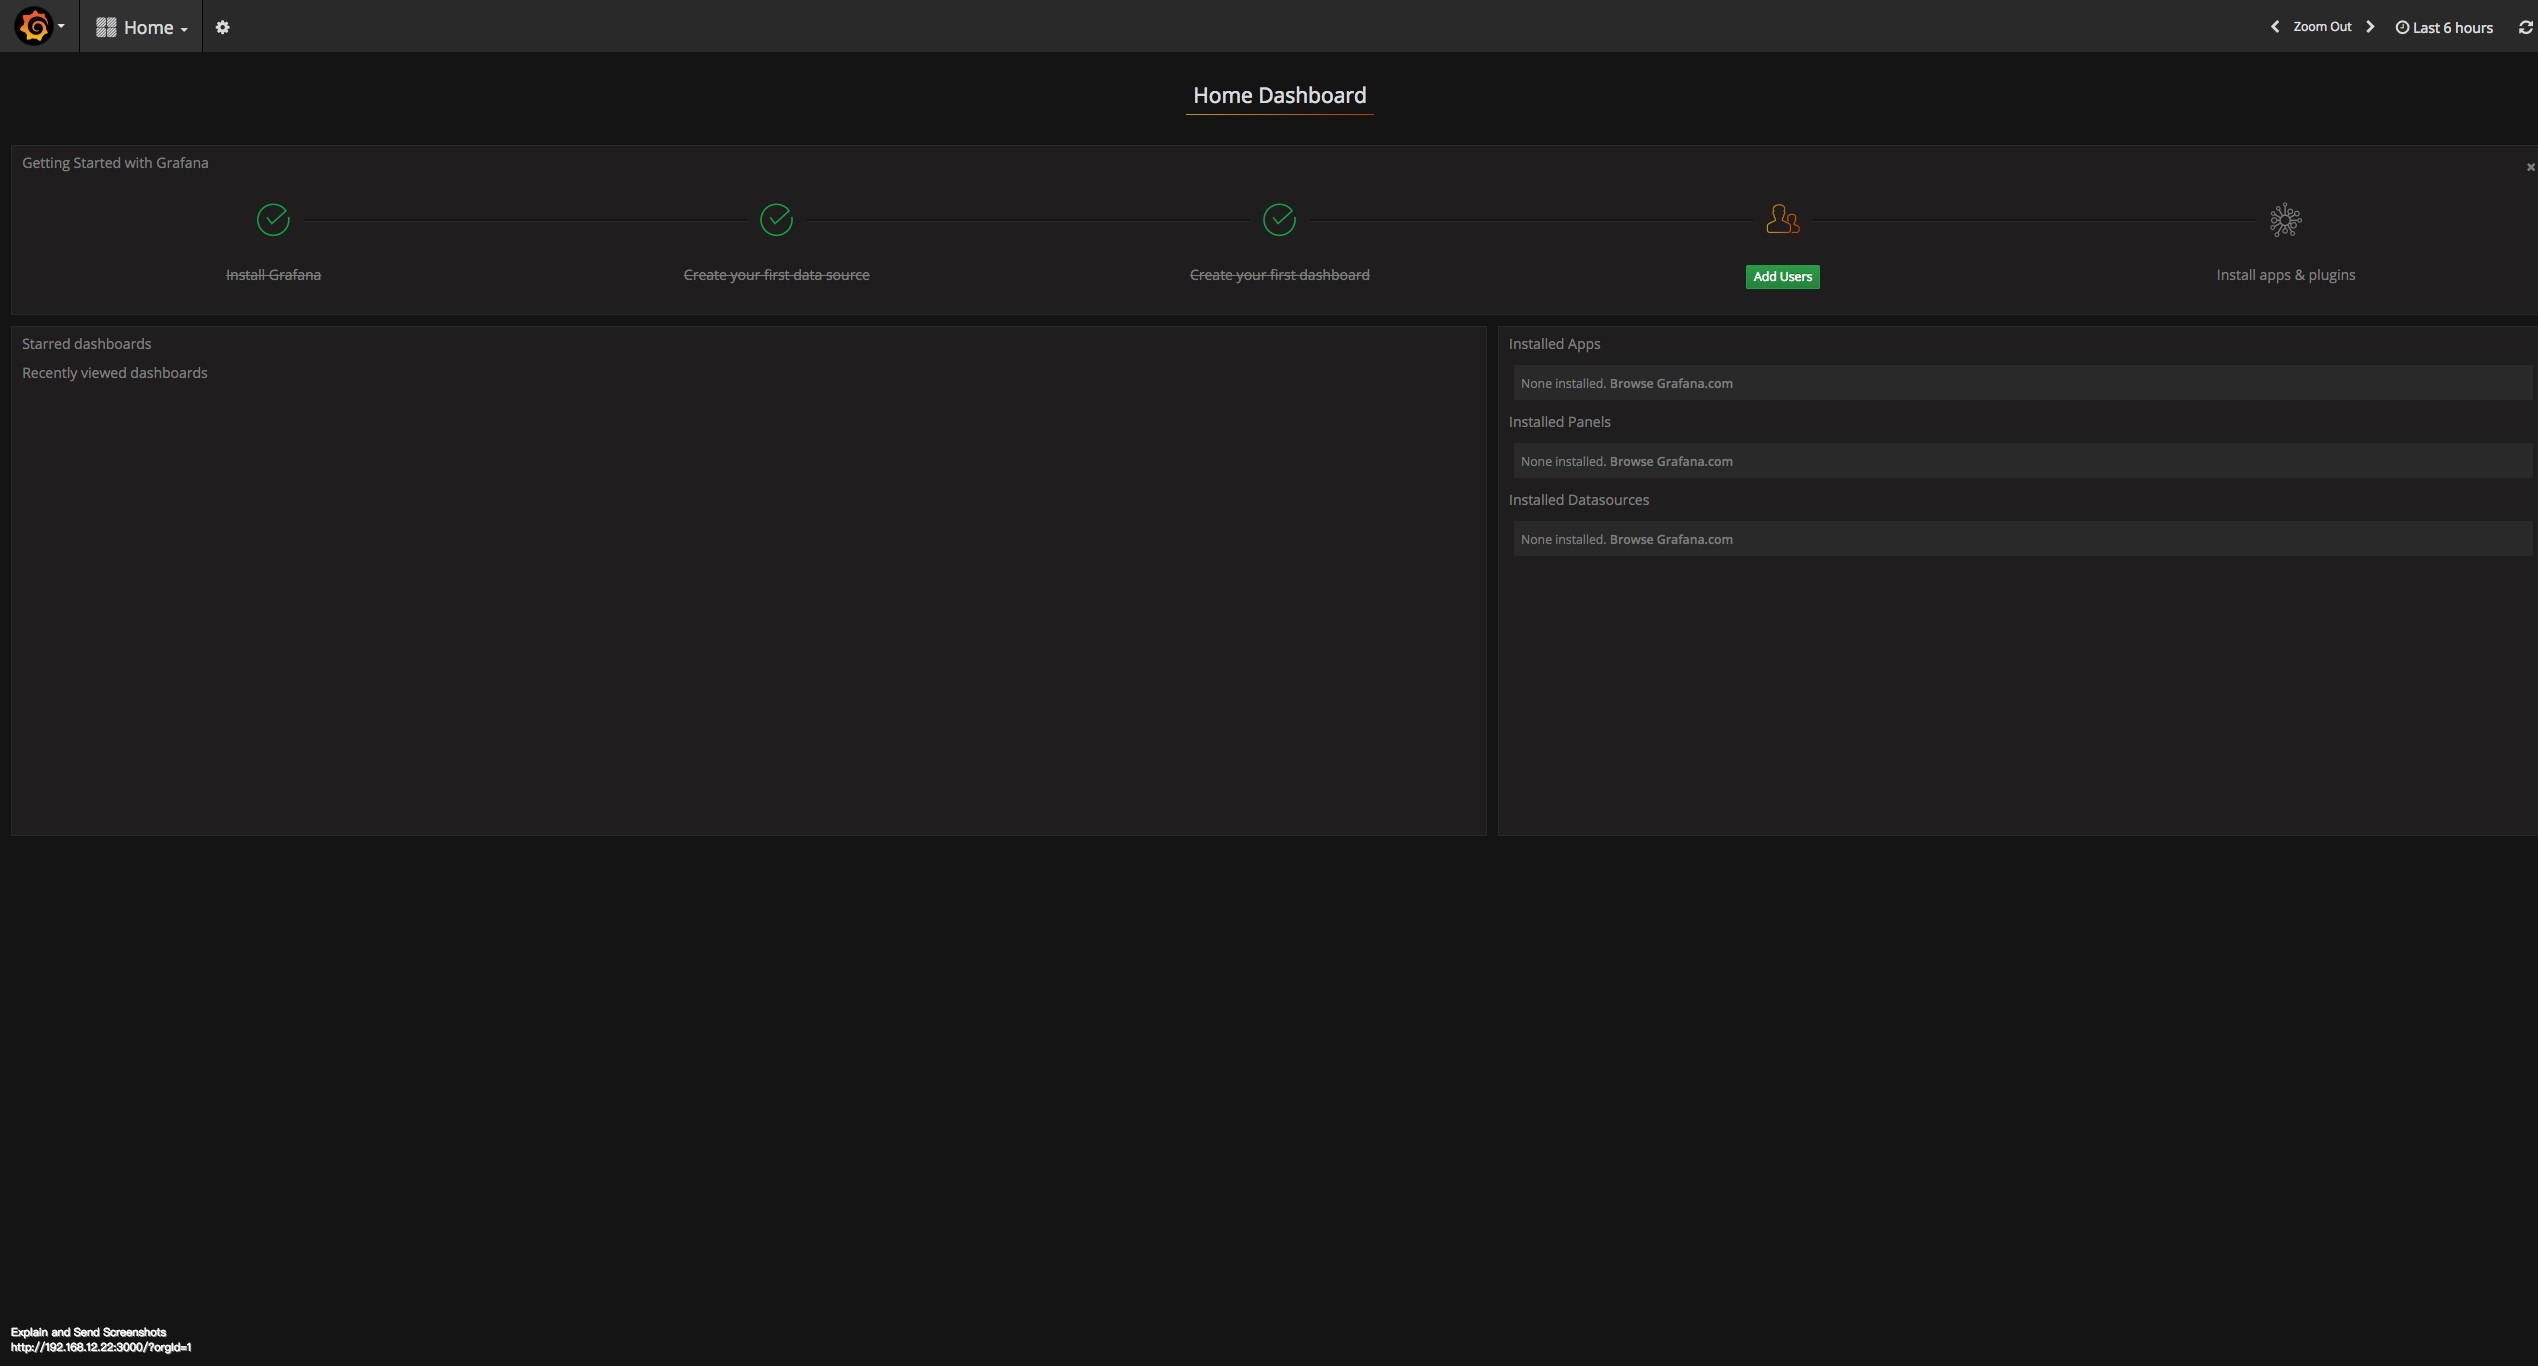 Home
Zoom Out
Last 6 hours
Home Dashboard
Getting Started with Grafana
Install Grafana
Create your first data source
Create your first dashboard
Add Users
Install apps & plugins
Starred dashboards
Recently viewed dashboards
Installed Apps
None installed. Browse Grafana.com
Installed Panels
None installed. Browse Grafana.com
Installed Datasources
None installed. Browse Grafana.com
Explain and Send Screenshots
http://192.168.12.22:3000/?orgId=1